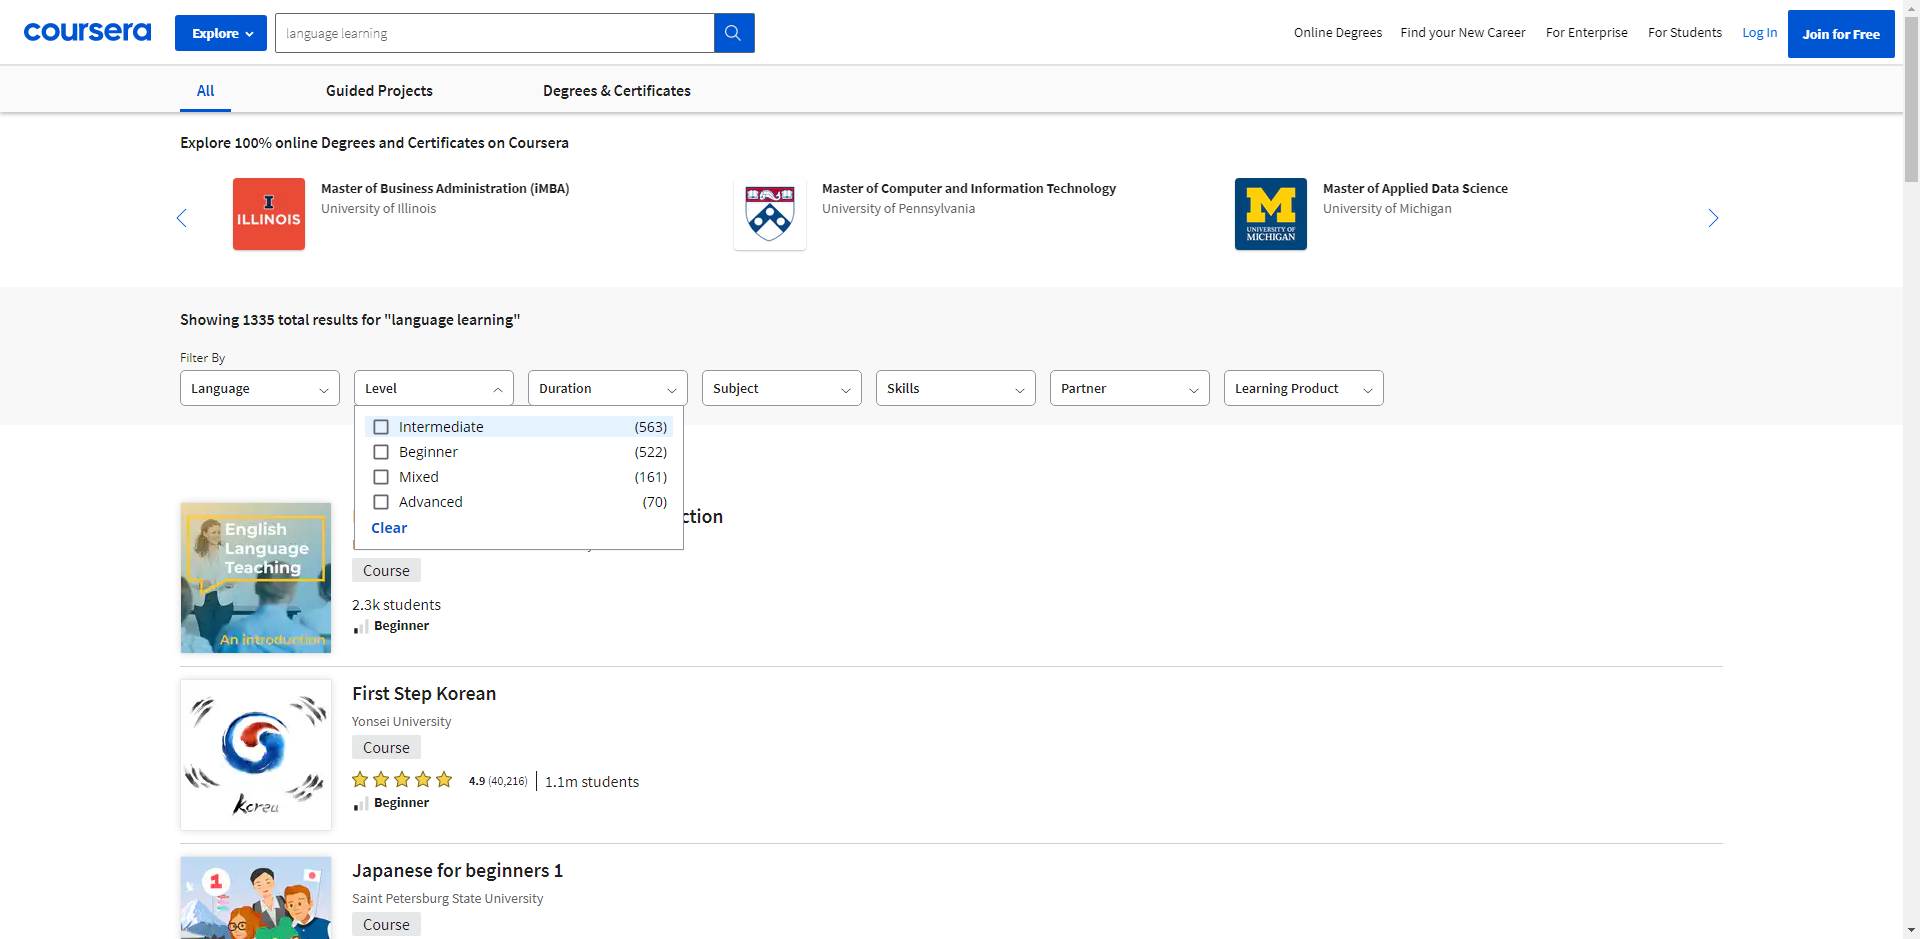 coursera
Explore
language learning
Online Degrees
Find your New Career
For Enterprise
For Students
Log In
Join for Free
All
Guided Projects
Degrees & Certificates
Explore 100% online Degrees and Certificates on Coursera
I
ILLINOIS
Master of Business Administration (iMBA)
University of Illinois
Master of Computer and Information Technology
University of Pennsylvania
M
UNIVERSITY OF
MICHIGAN
Master of Applied Data Science
University of Michigan
Showing 1335 total results for "language learning"
Filter By
Language
Level
Duration
Subject
Skills
Partner
Learning Product
Intermediate (563)
Beginner (522)
Mixed (161)
Advanced (70)
Clear
English
Language
Teaching
An introduction
ction
Course
2.3k students
Beginner
Korea
First Step Korean
Yonsei University
Course
4.9 (40,216) 1.1m students
Beginner
1
Japanese for beginners 1
Saint Petersburg State University
Course